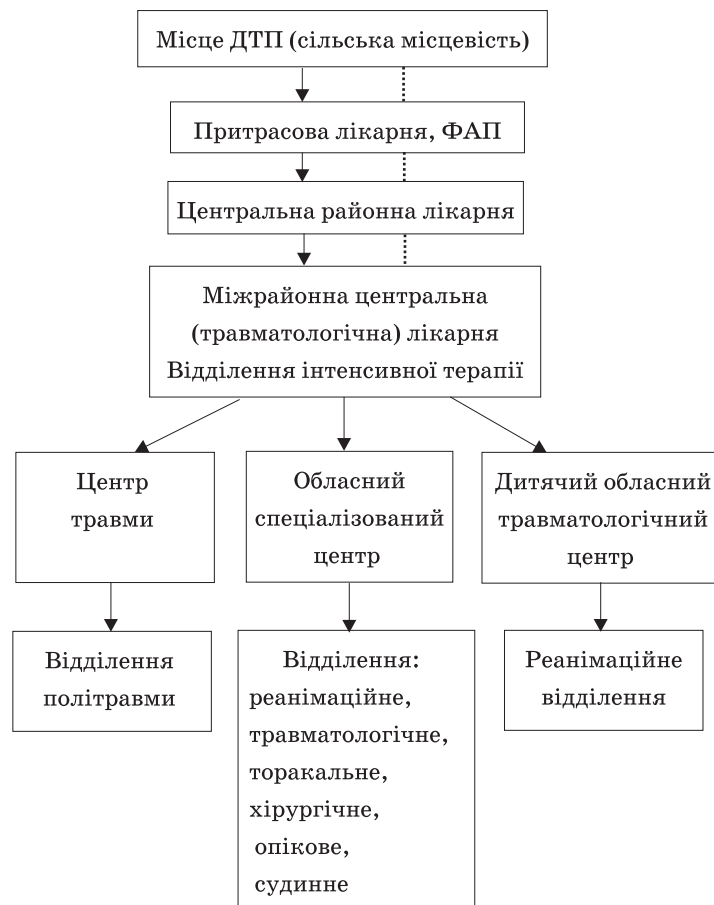 Місце ДТП (сільська місцевість)
Притрасова лікарня, ФАП
Центральна районна лікарня
Міжрайонна центральна
(травматологічна) лікарня
Відділення інтенсивної терапії
Центр
травми
Обласний
спеціалізований
центр
Дитячий обласний
травматологічний
центр
Відділення
політравми
Відділення:
реанімаційне,
травматологічне,
торакальне,
хірургічне,
опікове,
судинне
Реанімаційне
відділення